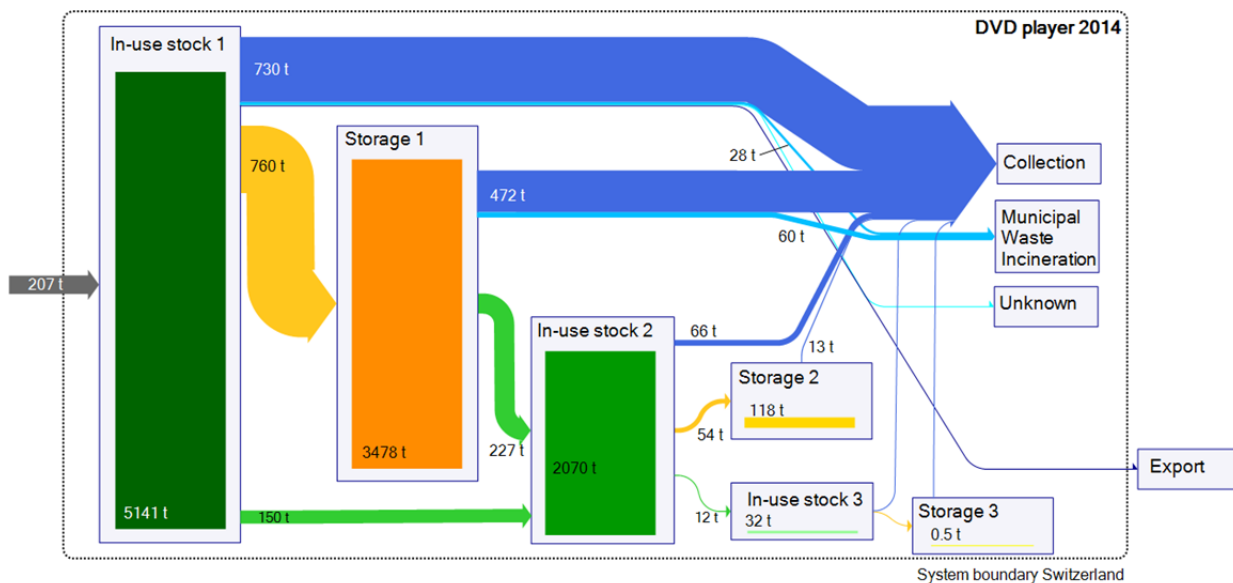 DVD player 2014
In-use stock 1
730 t
Storage 1
760 t
28 t
Collection
472 t
Municipal
Waste
Incineration
60 t
207 t
Unknown
In-use stock 2
66 t
13 t
Storage 2
118 t
54 t
227 t
3478 t
2070 t
Export
In-use stock 3
32 t
12 t
Storage 3
0.5 t
5141 t
150 t
System boundary Switzerland